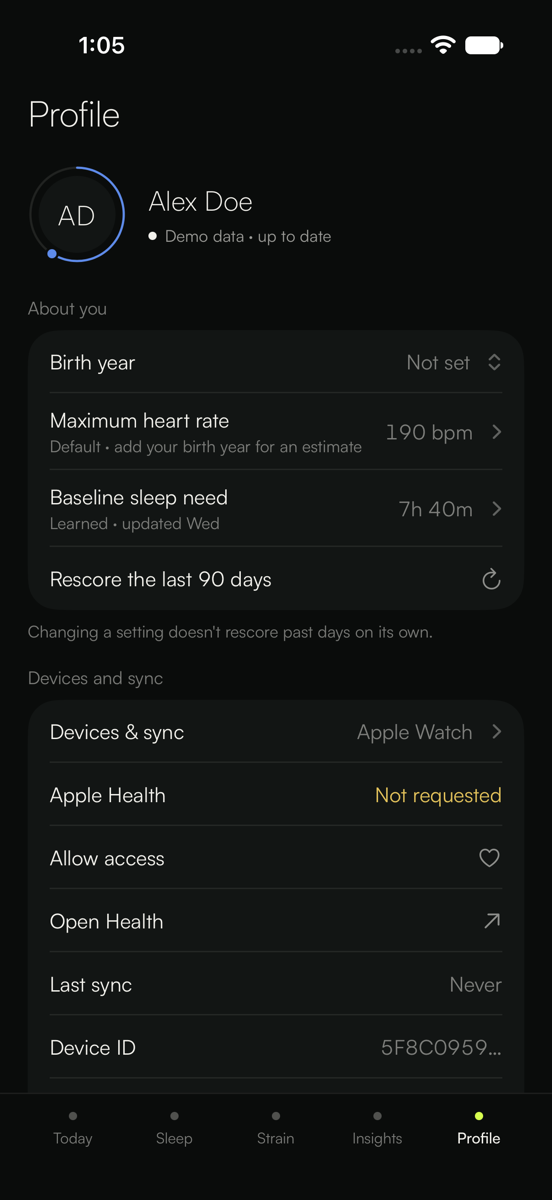 1:05
Profile
AD
Alex Doe
Demo data · up to date
About you
Birth year
Not set
Maximum heart rate
Default · add your birth year for an estimate
190 bpm
Baseline sleep need
Learned · updated Wed
7h 40m
Rescore the last 90 days
Changing a setting doesn't rescore past days on its own.
Devices and sync
Devices & sync
Apple Watch
Apple Health
Not requested
Allow access
Open Health
Last sync
Never
Device ID
5F8C0959…
Today
Sleep
Strain
Insights
Profile